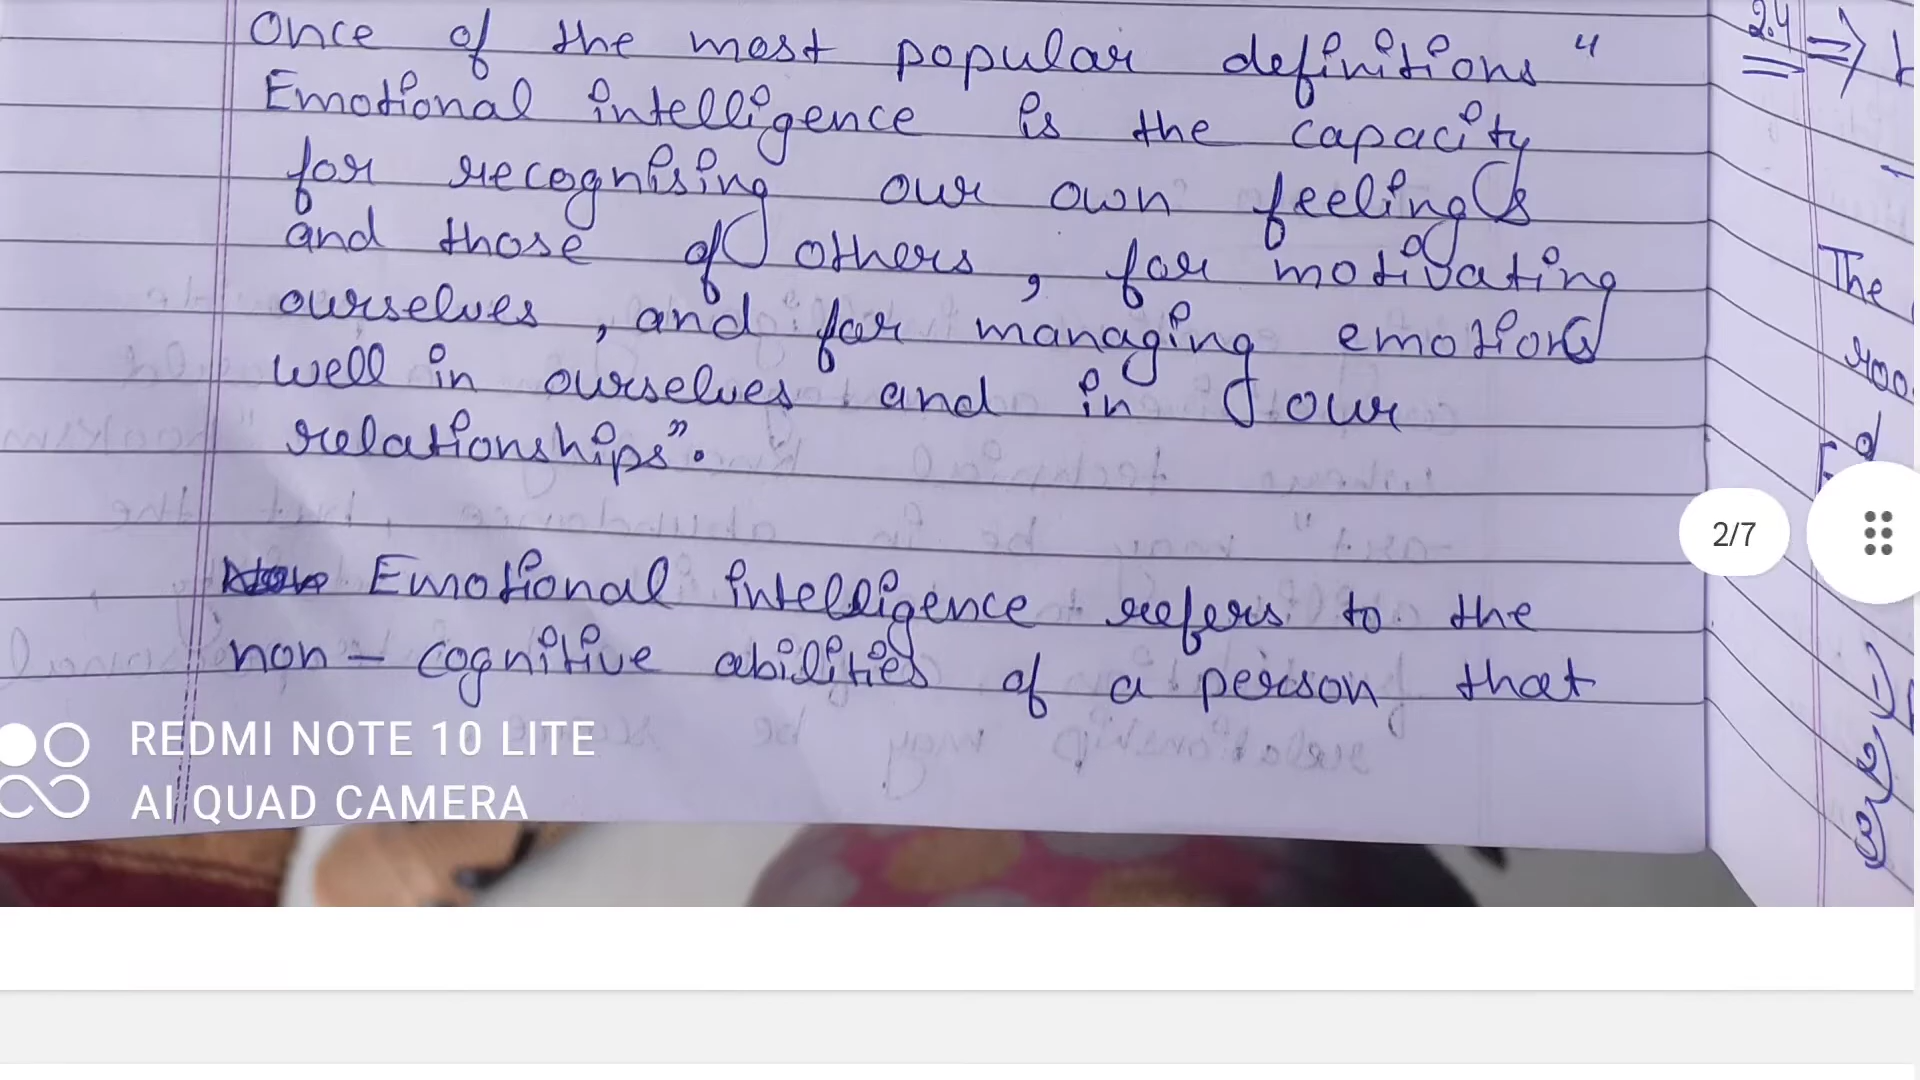 Once of the most popular definitions "
Emotional intelligence is the capacity
for recognising our own feelings
and those of others, for motivating
ourselves, and for managing emotions
well in ourselves and in our
relationships".
Emotional intelligence refers to the
non - cognitive abilities of a person that
REDMI NOTE 10 LITE
AI QUAD CAMERA
2.4 ⇒
The
2/7